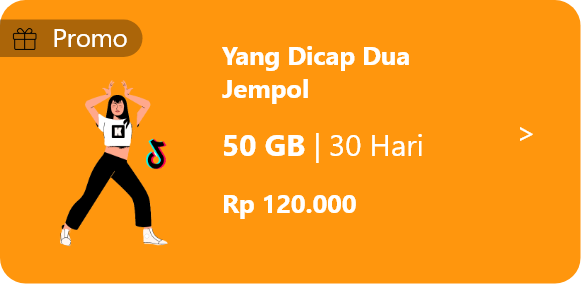 Promo
Yang Dicap Dua
Jempol
50 GB | 30 Hari
>
Rp 120.000